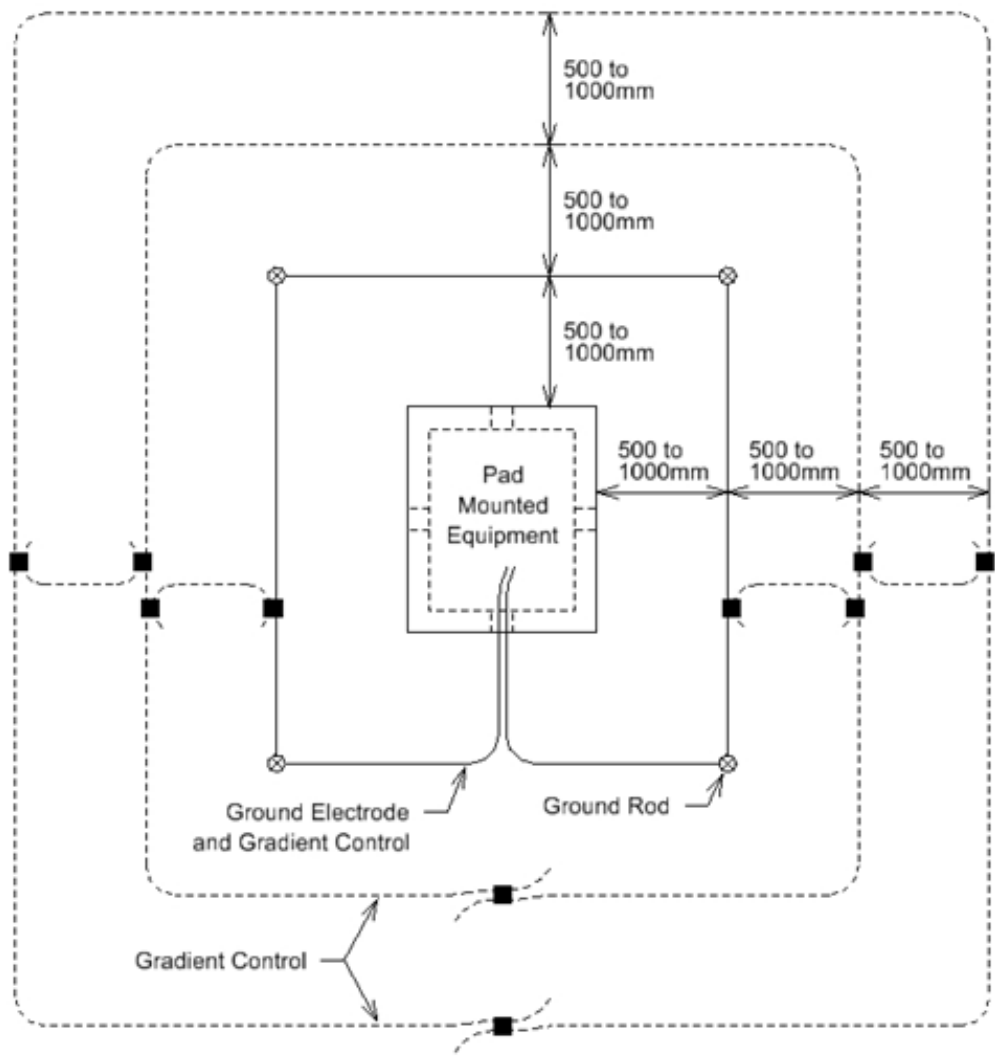 500 to
1000mm
500 to
1000mm
500 to
1000mm
500 to
1000mm
500 to
1000mm
500 to
1000mm
Pad
Mounted
Equipment
Ground Electrode
and Gradient Control
Ground Rod
Gradient Control